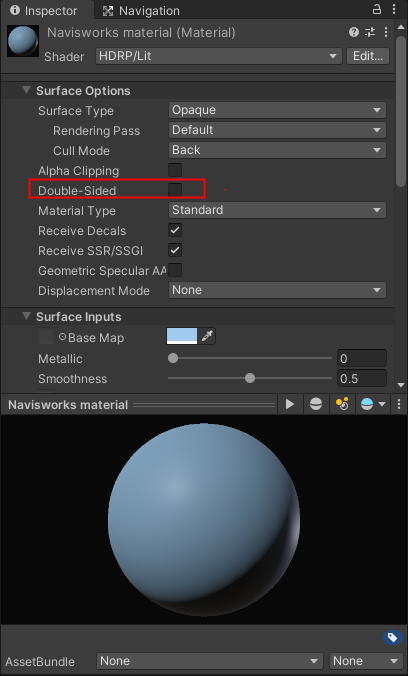 Inspector Navigation
Navisworks material (Material)
Shader HDRP/Lit Edit...
Surface Options
Surface Type Opaque
Rendering Pass Default
Cull Mode Back
Alpha Clipping
Double-Sided
Material Type Standard
Receive Decals
Receive SSR/SSGI
Geometric Specular AA
Displacement Mode None
Surface Inputs
Base Map
Metallic 0
Smoothness 0.5
Navisworks material
AssetBundle None None